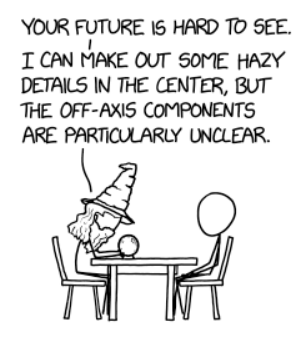 YOUR FUTURE IS HARD TO SEE.
I CAN MAKE OUT SOME HAZY
DETAILS IN THE CENTER, BUT
THE OFF-AXIS COMPONENTS
ARE PARTICULARLY UNCLEAR.